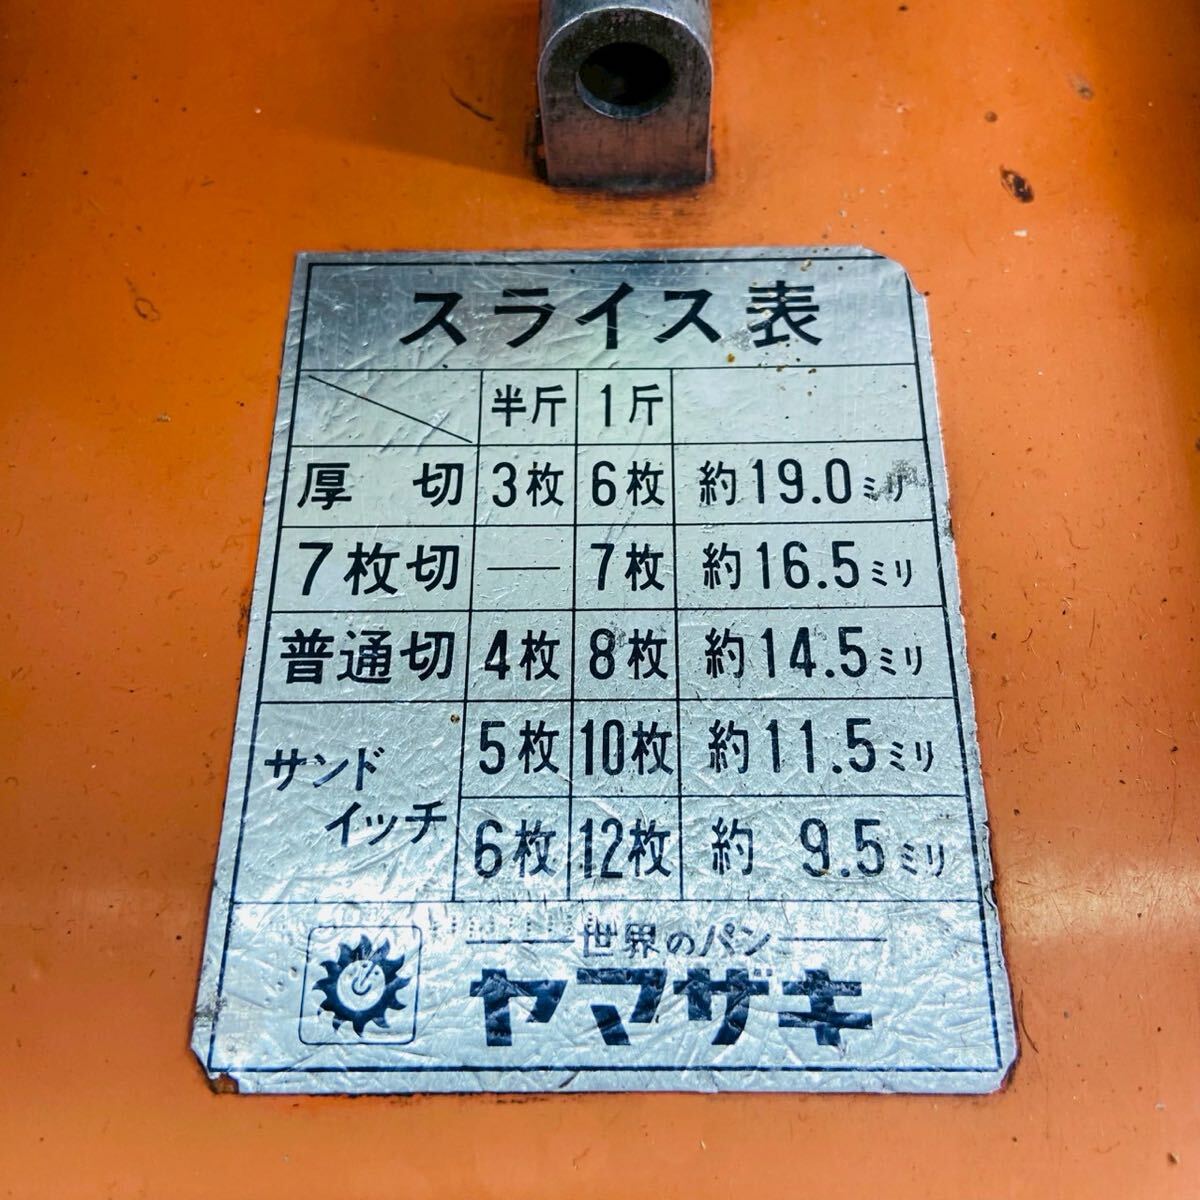 スライス表
半斤 1斤
厚切 3枚 6枚 約19.0ミリ
7枚切 — 7枚 約16.5ミリ
普通切 4枚 8枚 約14.5ミリ
サンドイッチ 5枚 10枚 約11.5ミリ
6枚 12枚 約 9.5ミリ
世界のパン
ヤマザキ